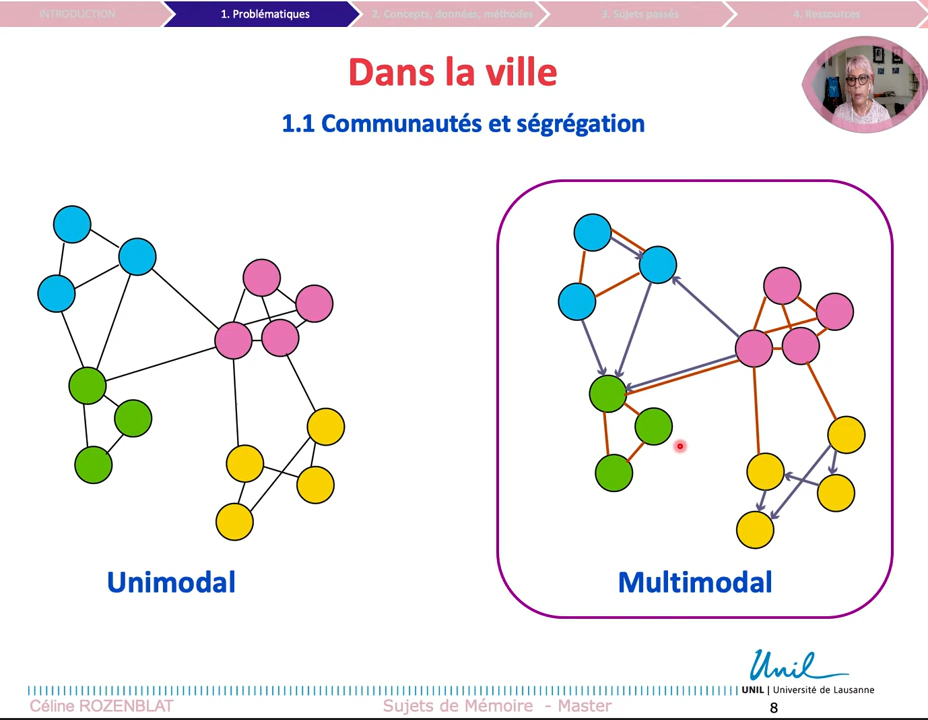 INTRODUCTION
1. Problématiques
2. Concepts, données, méthodes
3. Sujets passés
4. Ressources
Dans la ville
1.1 Communautés et ségrégation
Unimodal
Multimodal
Unil
UNIL | Université de Lausanne
Céline ROZENBLAT
Sujets de Mémoire - Master
8